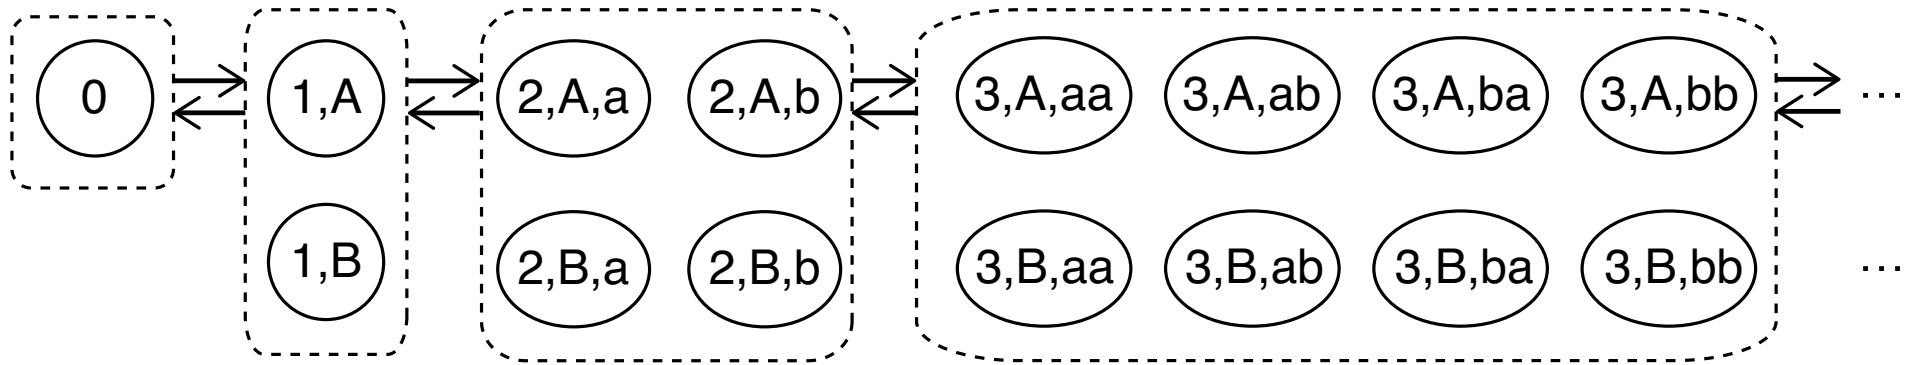 0 1,A 2,A,a 2,A,b 3,A,aa 3,A,ab 3,A,ba 3,A,bb ...
1,B 2,B,a 2,B,b 3,B,aa 3,B,ab 3,B,ba 3,B,bb ...